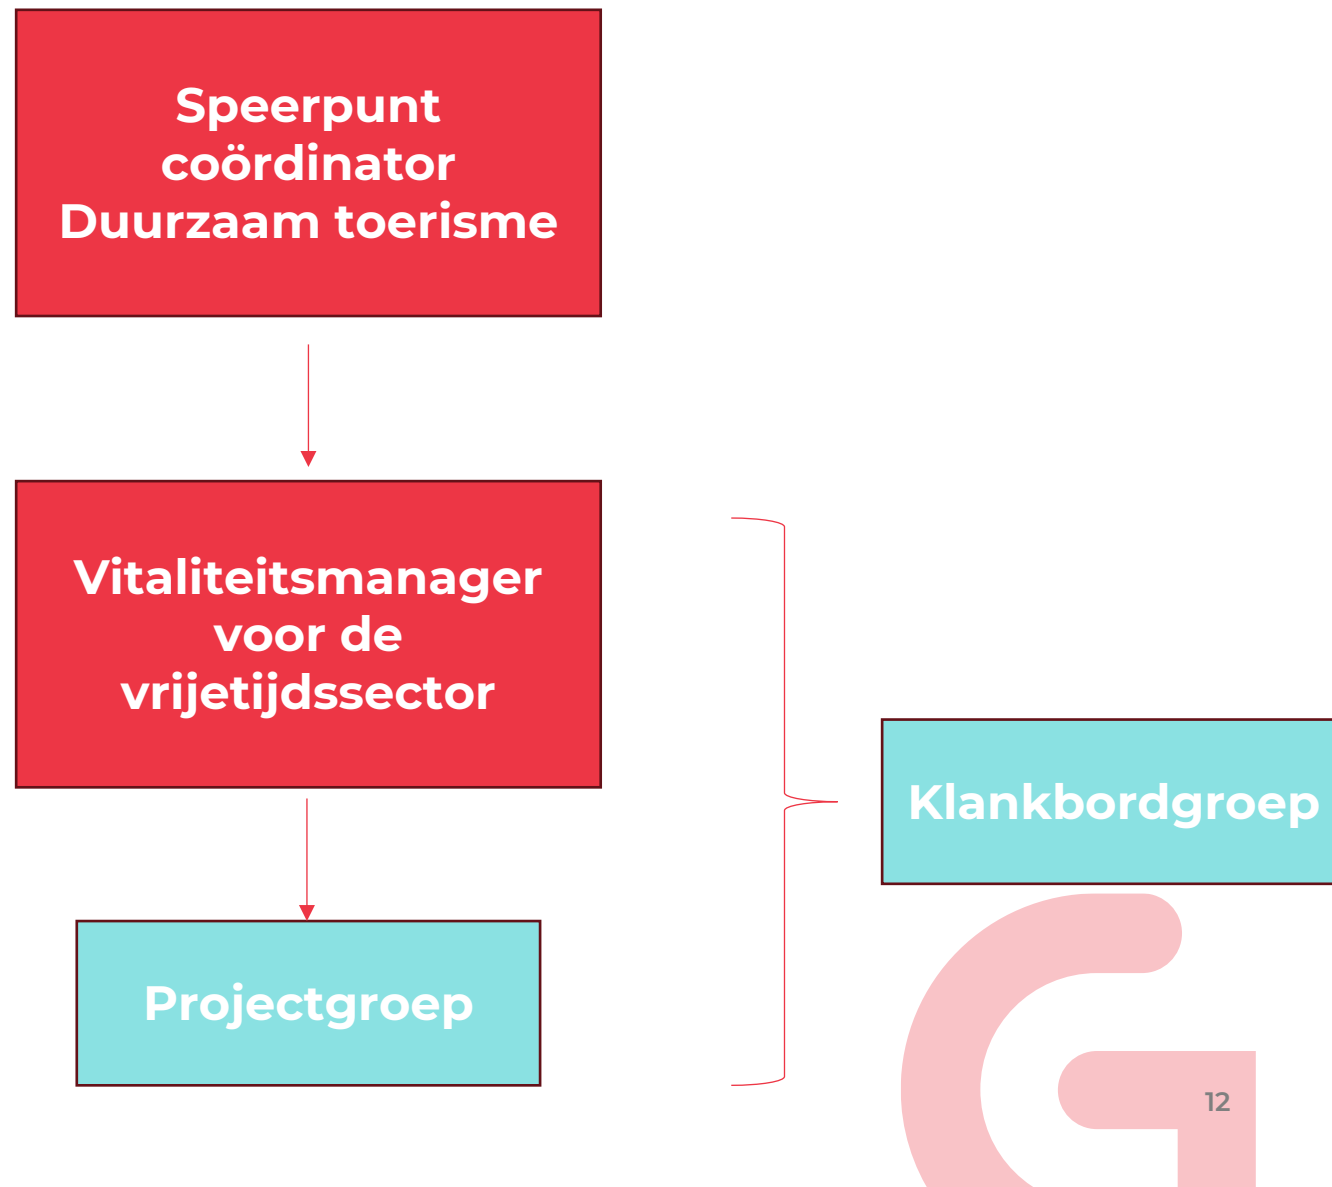 Speerpunt
coördinator
Duurzaam toerisme
Vitaliteitsmanager
voor de
vrijetijdssector
Klankbordgroep
Projectgroep
12